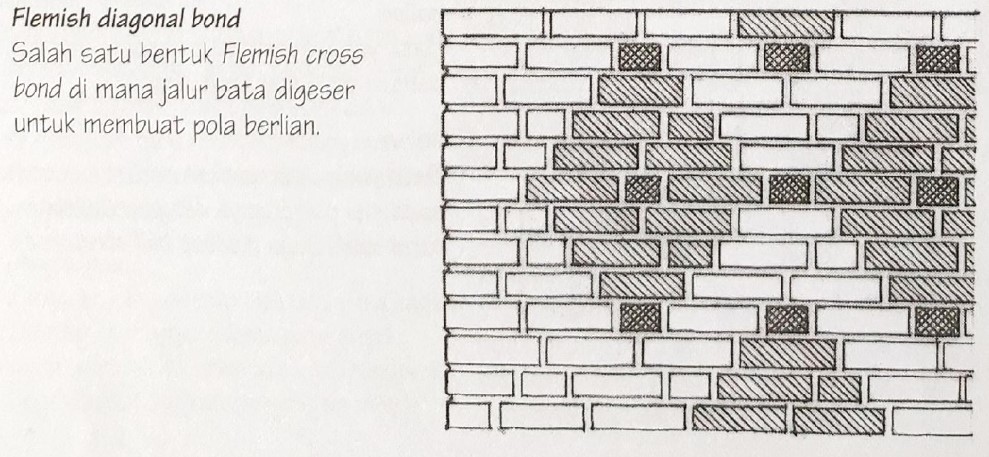 Flemish diagonal bond
Salah satu bentuk Flemish cross
bond di mana jalur bata digeser
untuk membuat pola berlian.